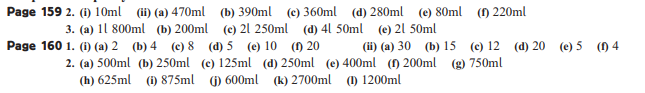 Page 159 2. (i) 10ml (ii) (a) 470ml (b) 390ml (c) 360ml (d) 280ml (e) 80ml (f) 220ml
3. (a) 1l 800ml (b) 200ml (c) 2l 250ml (d) 4l 50ml (e) 2l 50ml
Page 160 1. (i) (a) 2 (b) 4 (c) 8 (d) 5 (e) 10 (f) 20 (ii) (a) 30 (b) 15 (c) 12 (d) 20 (e) 5 (f) 4
2. (a) 500ml (b) 250ml (c) 125ml (d) 250ml (e) 400ml (f) 200ml (g) 750ml
(h) 625ml (i) 875ml (j) 600ml (k) 2700ml (l) 1200ml